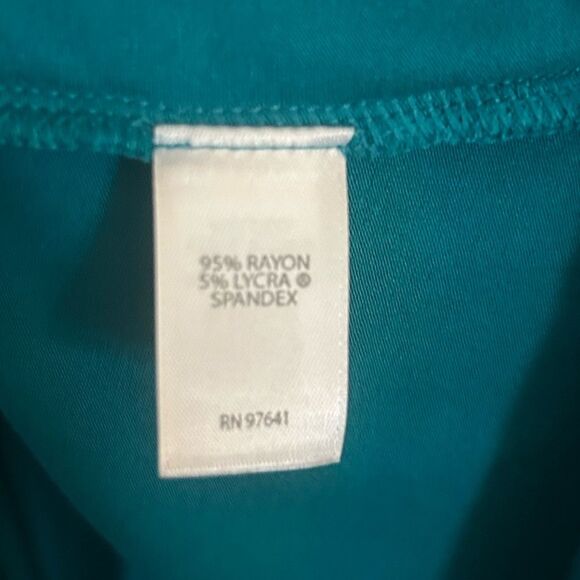 95% RAYON
5% LYCRA ®
SPANDEX
RN 97641